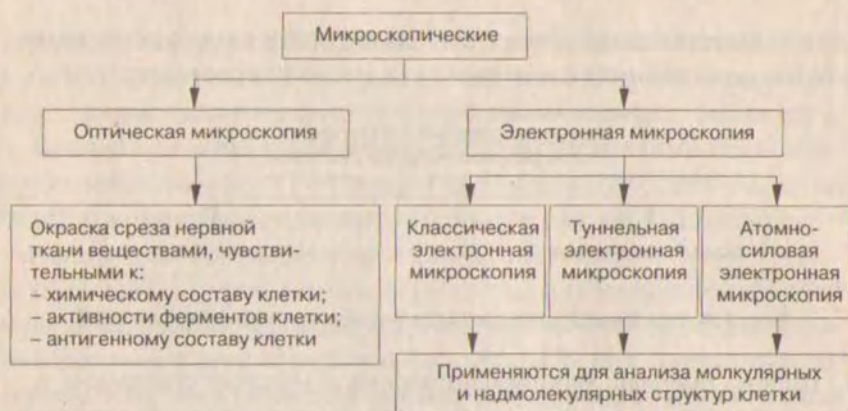 Микроскопические
Оптическая микроскопия
Электронная микроскопия
Окраска среза нервной
ткани веществами, чувстви-
тельными к:
– химическому составу клетки;
– активности ферментов клетки;
– антигенному составу клетки
Классическая
электронная
микроскопия
Туннельная
электронная
микроскопия
Атомно-
силовая
электронная
микроскопия
Применяются для анализа молкулярных
и надмолекулярных структур клетки